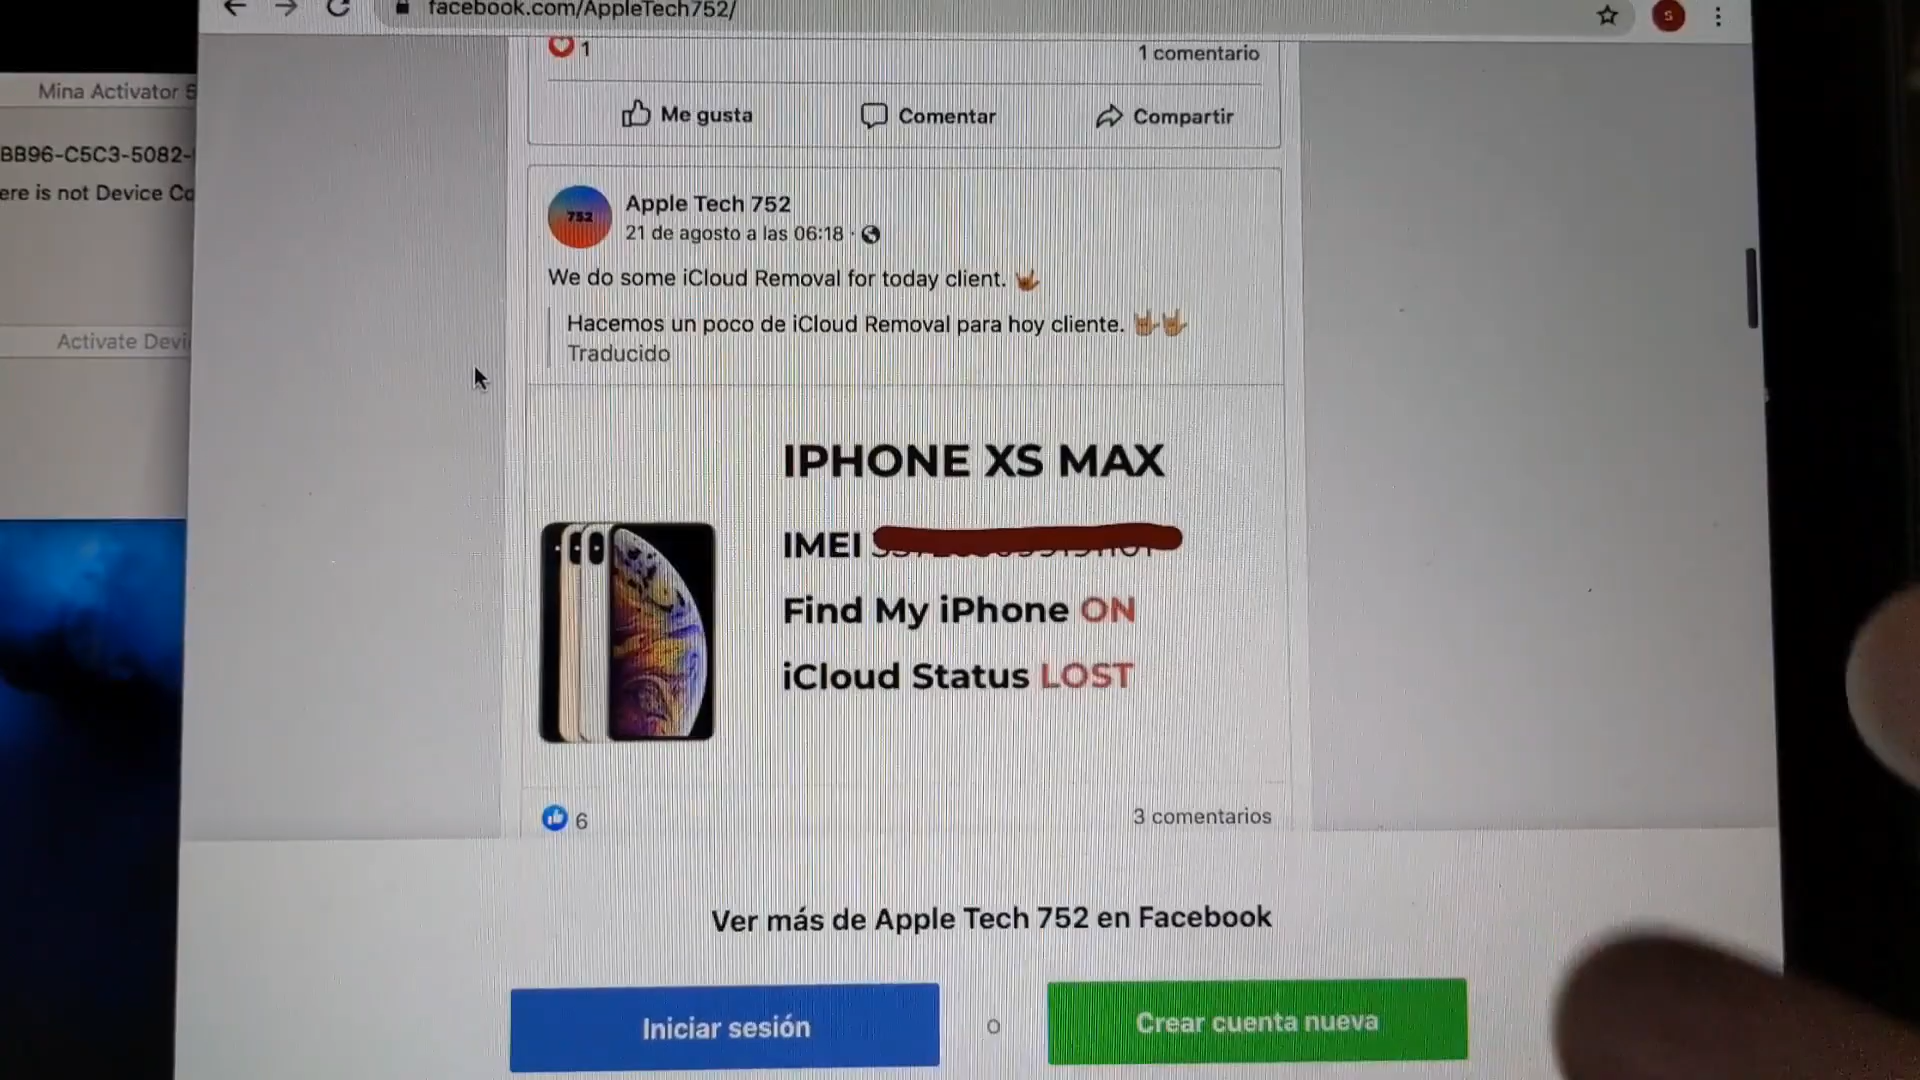 facebook.com/AppleTech752/
S
Mina Activator 5
BB96-C5C3-5082-
ere is not Device Co
Activate Devi
1
1 comentario
Me gusta
Comentar
Compartir
752
Apple Tech 752
21 de agosto a las 06:18 ·
We do some iCloud Removal for today client. 🤟🏽
Hacemos un poco de iCloud Removal para hoy cliente. 🤟🏽🤟🏽
Traducido
IPHONE XS MAX
IMEI
Find My iPhone ON
iCloud Status LOST
6
3 comentarios
Ver más de Apple Tech 752 en Facebook
Iniciar sesión
o
Crear cuenta nueva